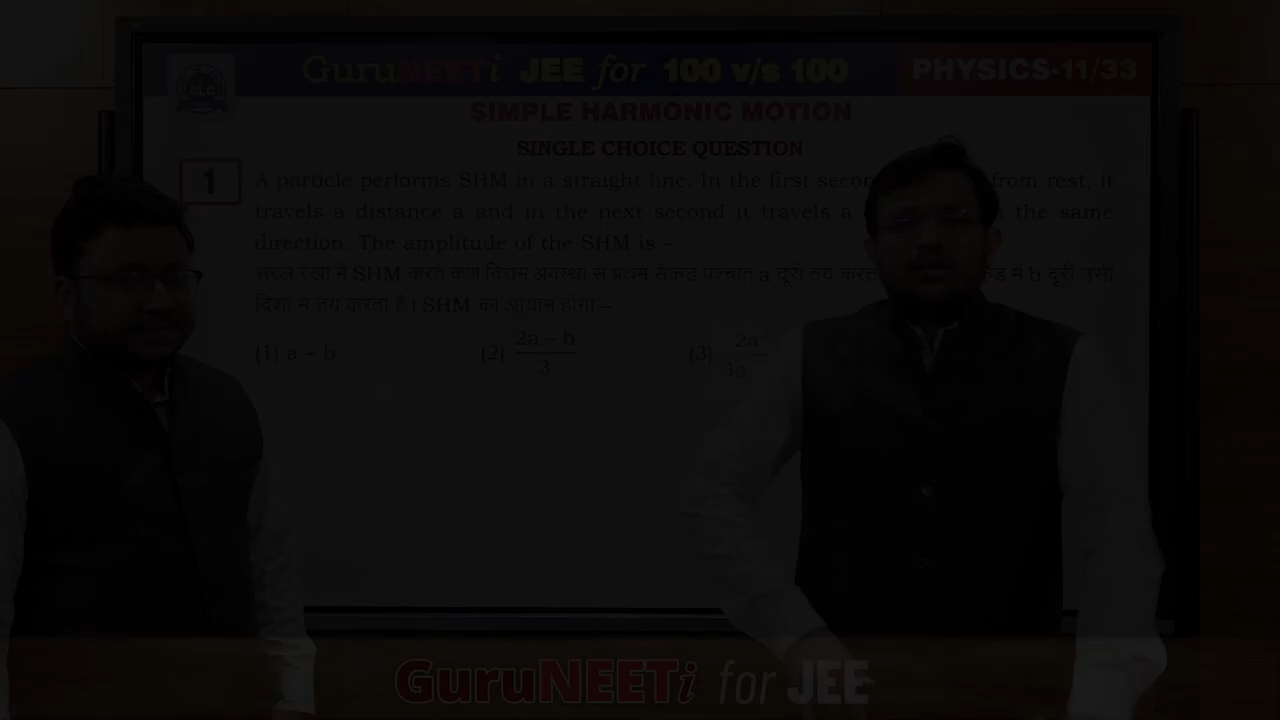 GuruNEETi JEE for 100 v/s 100 PHYSICS-11/33
CLC
SIMPLE HARMONIC MOTION
SINGLE CHOICE QUESTION
1 A particle performs SHM in a straight line. In the first from rest, it
travels a distance a and in the next second it travels a the same
direction. The amplitude of the SHM is –
सरल रेखा में SHM करते कण विराम अवस्था से प्रथम सैकंड पश्चात् a दूरी तय में b दूरी उसी
दिशा में तय करता है। SHM का आयाम होगा –
(1) a – b (2) 2a – b / 3 (3) 2a
GuruNEETi for JEE